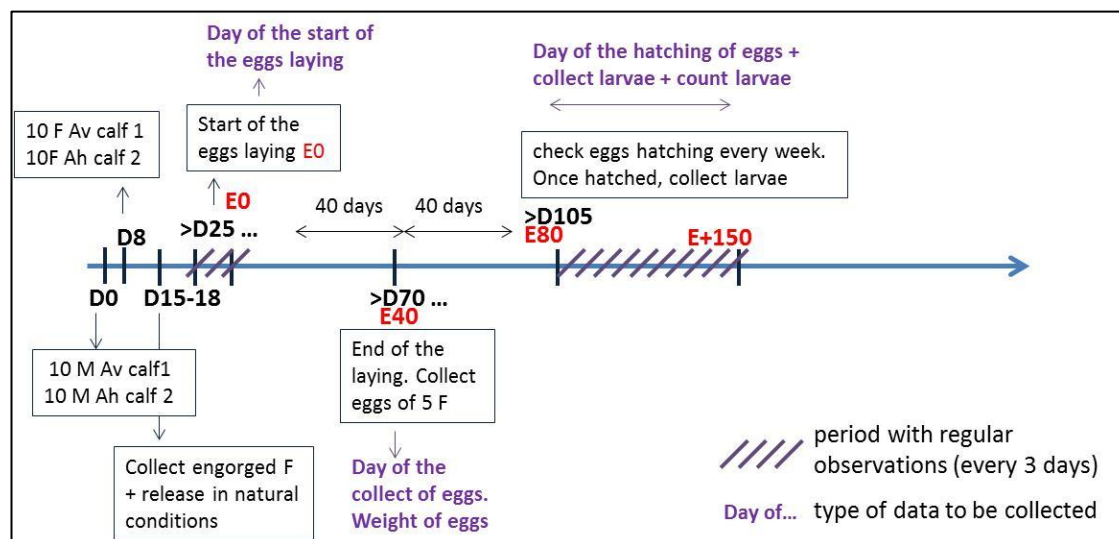 Day of the start of
the eggs laying
Day of the hatching of eggs +
collect larvae + count larvae
10 F Av calf 1
10F Ah calf 2
Start of the
eggs laying E0
check eggs hatching every week.
Once hatched, collect larvae
E0
40 days
40 days
D8
>D25 ...
>D105
E80
E+150
D0
D15-18
>D70 ...
E40
10 M Av calf1
10 M Ah calf 2
End of the
laying. Collect
eggs of 5 F
Collect engorged F
+ release in natural
conditions
Day of the
collect of eggs.
Weight of eggs
period with regular
observations (every 3 days)
Day of... type of data to be collected